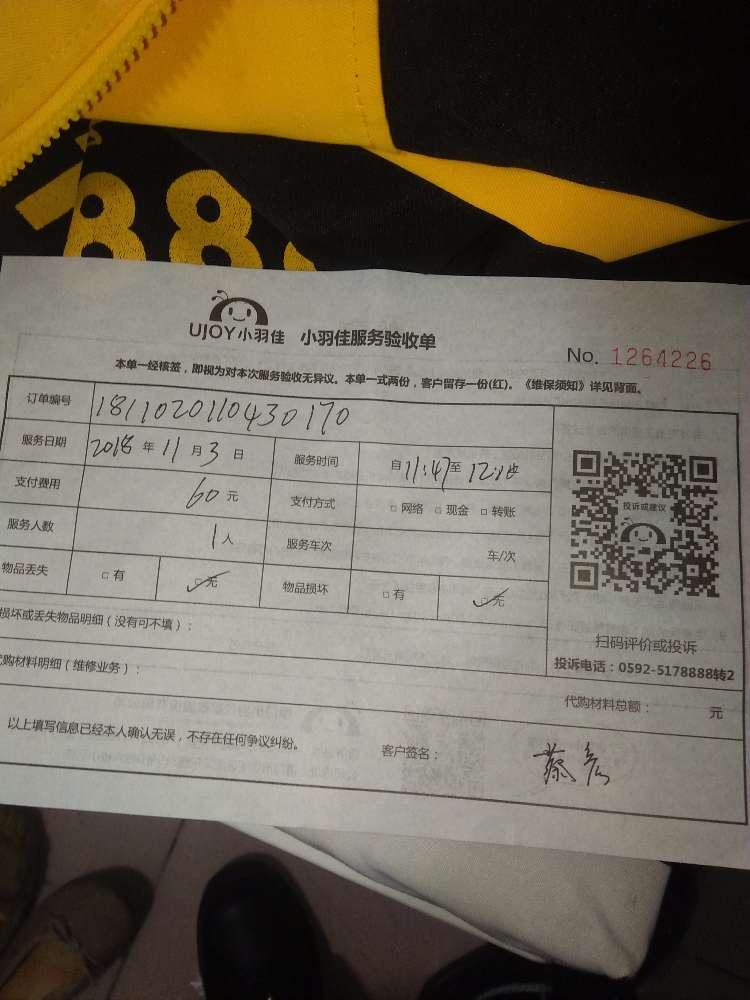 88
UJOY小羽佳 小羽佳服务验收单
No. 1264226
本单一经核签，即视为对本次服务验收无异议。本单一式两份，客户留存一份(红)。《维保须知》详见背面。
订单编号 1811020110430170
服务日期 2018 年 11 月 3 日 服务时间 自 11:47 至
支付费用 60 元 支付方式 □ 网络 □ 现金 □ 转账
服务人数 1 人 服务车次 车/次
物品丢失 □ 有 □ 无 物品损坏 □ 有 □ 无
投诉或建议
扫码评价或投诉
投诉电话：0592-5178888转2
损坏或丢失物品明细（没有可不填）：
代购材料明细（维修业务）： 代购材料总额： 元
以上填写信息已经本人确认无误，不存在任何争议纠纷。 客户签名： 蔡